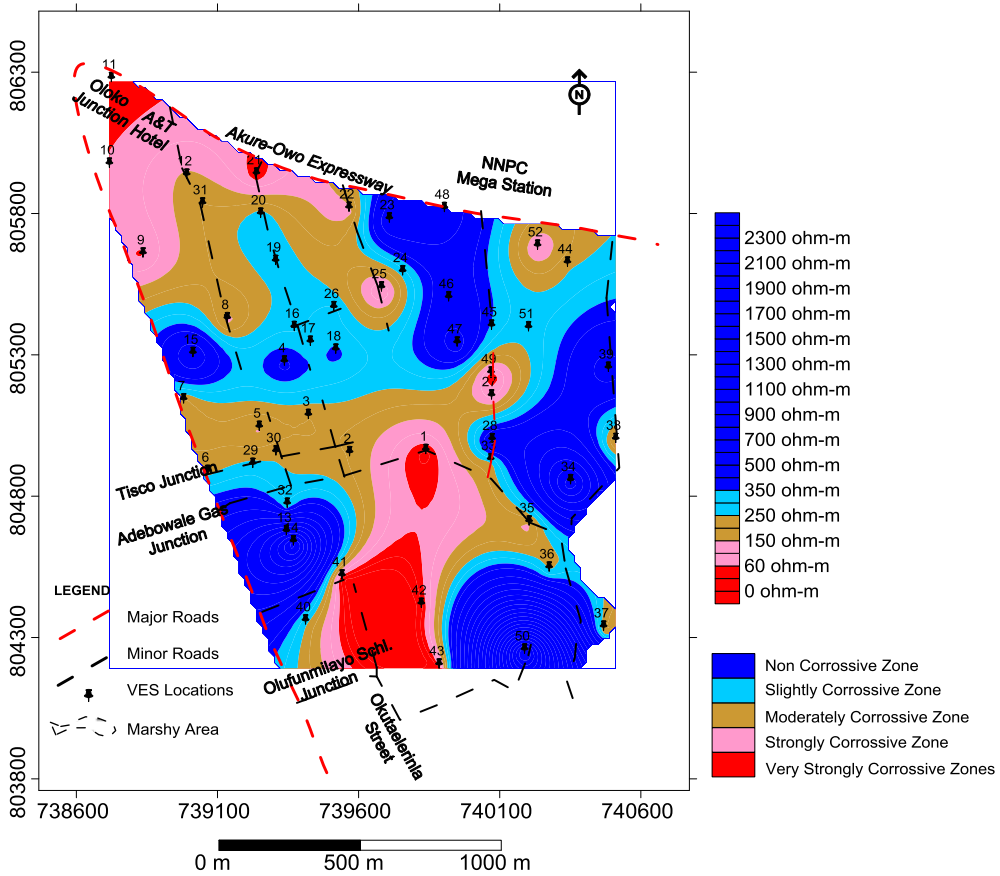 806300
805800
805300
804800
804300
803800
738600
739100
739600
740100
740600
0 m
500 m
1000 m
N
Oloko
Junction
A&T
Hotel
Akure-Owo Expressway
NNPC
Mega Station
Tisco Junction
Adebowale Gas
Junction
Olufunmilayo Schl.
Junction
Okutaelerinla
Street
11
10
12
21
31
20
22
23
48
52
44
9
19
25
26
48
8
16
17
18
45
51
15
4
47
49
39
7
3
5
30
2
1
28
38
6
29
34
32
13
35
36
41
42
40
37
43
50
2300 ohm-m
2100 ohm-m
1900 ohm-m
1700 ohm-m
1500 ohm-m
1300 ohm-m
1100 ohm-m
900 ohm-m
700 ohm-m
500 ohm-m
350 ohm-m
250 ohm-m
150 ohm-m
60 ohm-m
0 ohm-m
LEGEND
Major Roads
Minor Roads
VES Locations
Marshy Area
Non Corrossive Zone
Slightly Corrossive Zone
Moderately Corrossive Zone
Strongly Corrossive Zone
Very Strongly Corrossive Zones